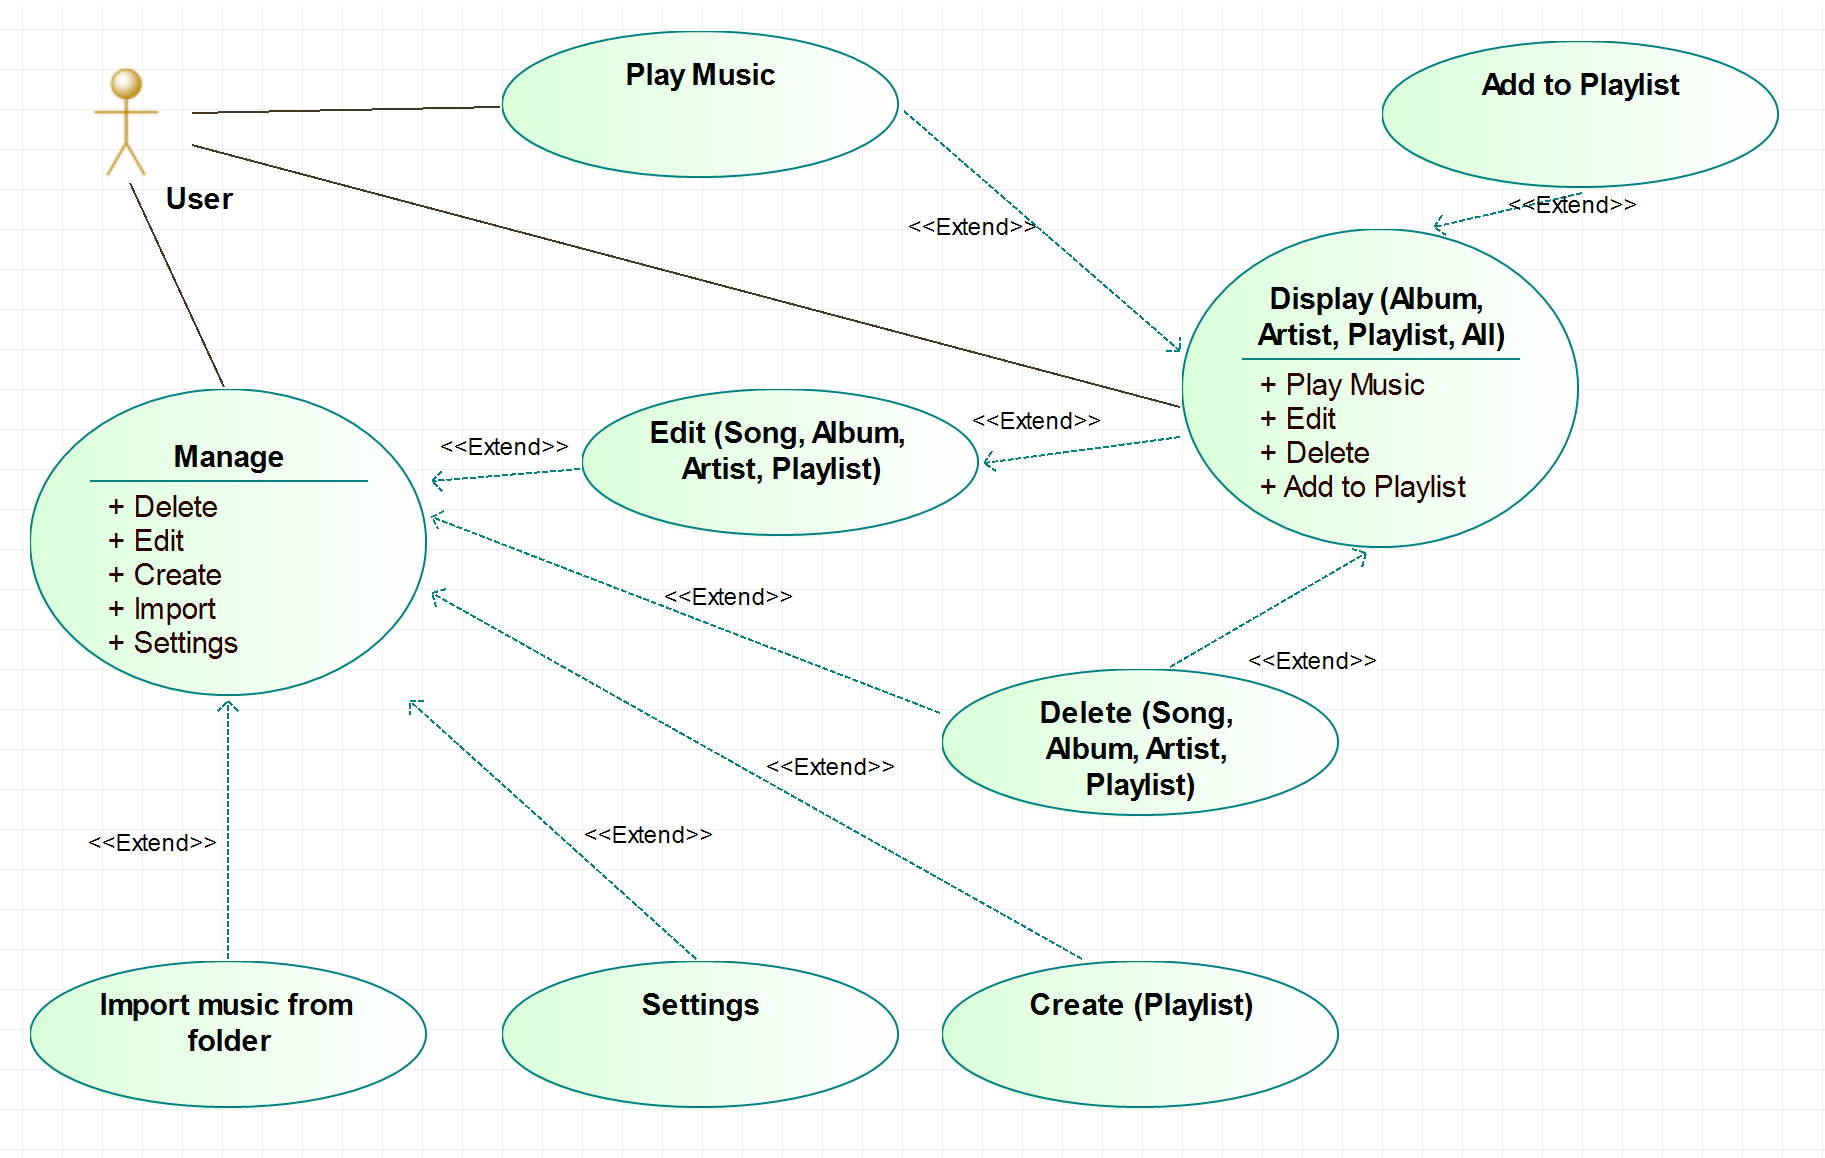 Play Music
Add to Playlist
User
<<Extend>>
<<Extend>>
Display (Album,
Artist, Playlist, All)
+ Play Music
+ Edit
+ Delete
+ Add to Playlist
<<Extend>>
Edit (Song, Album,
Artist, Playlist)
<<Extend>>
Manage
+ Delete
+ Edit
+ Create
+ Import
+ Settings
<<Extend>>
<<Extend>>
Delete (Song,
Album, Artist,
Playlist)
<<Extend>>
<<Extend>>
<<Extend>>
Import music from
folder
Settings
Create (Playlist)